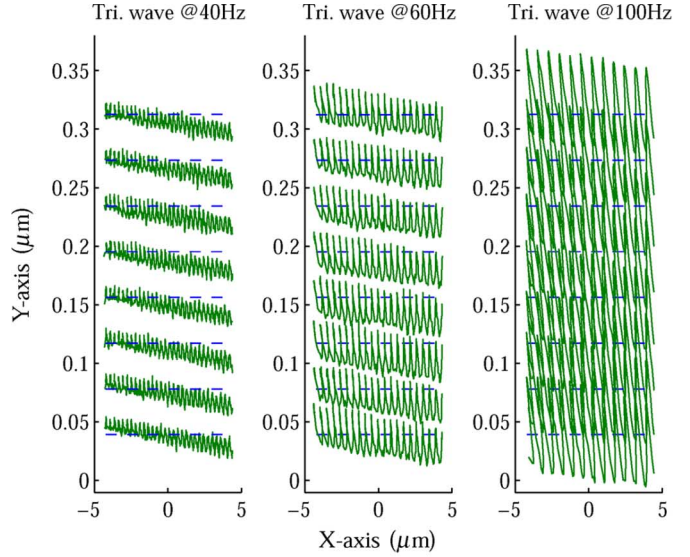 Tri. wave @40Hz Tri. wave @60Hz Tri. wave @100Hz
0.35 0.35 0.35
0.3 0.3 0.3
0.25 0.25 0.25
0.2 0.2 0.2
0.15 0.15 0.15
0.1 0.1 0.1
0.05 0.05 0.05
0 0 0
−5 0 5 −5 0 5 −5 0 5
Y-axis (μm)
X-axis (μm)